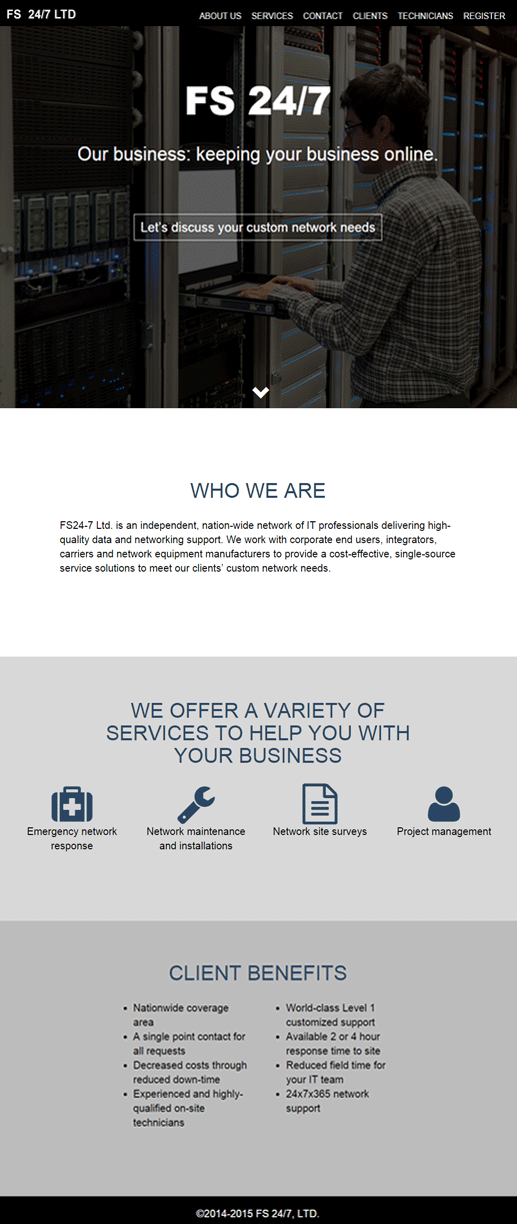 FS 24/7 LTD
ABOUT US SERVICES CONTACT CLIENTS TECHNICIANS REGISTER
FS 24/7
Our business: keeping your business online.
Let's discuss your custom network needs
WHO WE ARE
FS24-7 Ltd. is an independent, nation-wide network of IT professionals delivering high-
quality data and networking support. We work with corporate end users, integrators,
carriers and network equipment manufacturers to provide a cost-effective, single-source
service solutions to meet our clients' custom network needs.
WE OFFER A VARIETY OF
SERVICES TO HELP YOU WITH
YOUR BUSINESS
Emergency network
response
Network maintenance
and installations
Network site surveys
Project management
CLIENT BENEFITS
• Nationwide coverage
area
• A single point contact for
all requests
• Decreased costs through
reduced down-time
• Experienced and highly-
qualified on-site
technicians
• World-class Level 1
customized support
• Available 2 or 4 hour
response time to site
• Reduced field time for
your IT team
• 24x7x365 network
support
©2014-2015 FS 24/7, LTD.